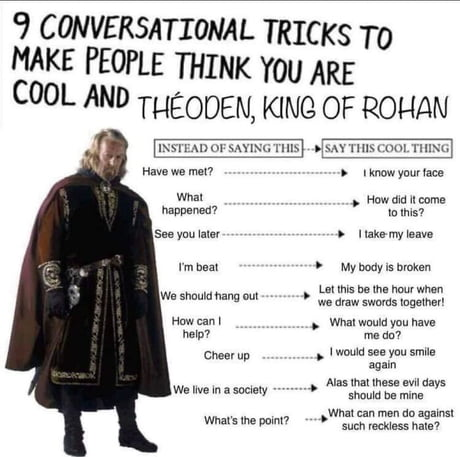 9 CONVERSATIONAL TRICKS TO
MAKE PEOPLE THINK YOU ARE
COOL AND THÉODEN, KING OF ROHAN
INSTEAD OF SAYING THIS SAY THIS COOL THING
Have we met? I know your face
What
happened?
How did it come
to this?
See you later I take my leave
I'm beat My body is broken
We should hang out
Let this be the hour when
we draw swords together!
How can I
help?
What would you have
me do?
Cheer up
I would see you smile
again
We live in a society
Alas that these evil days
should be mine
What's the point?
What can men do against
such reckless hate?